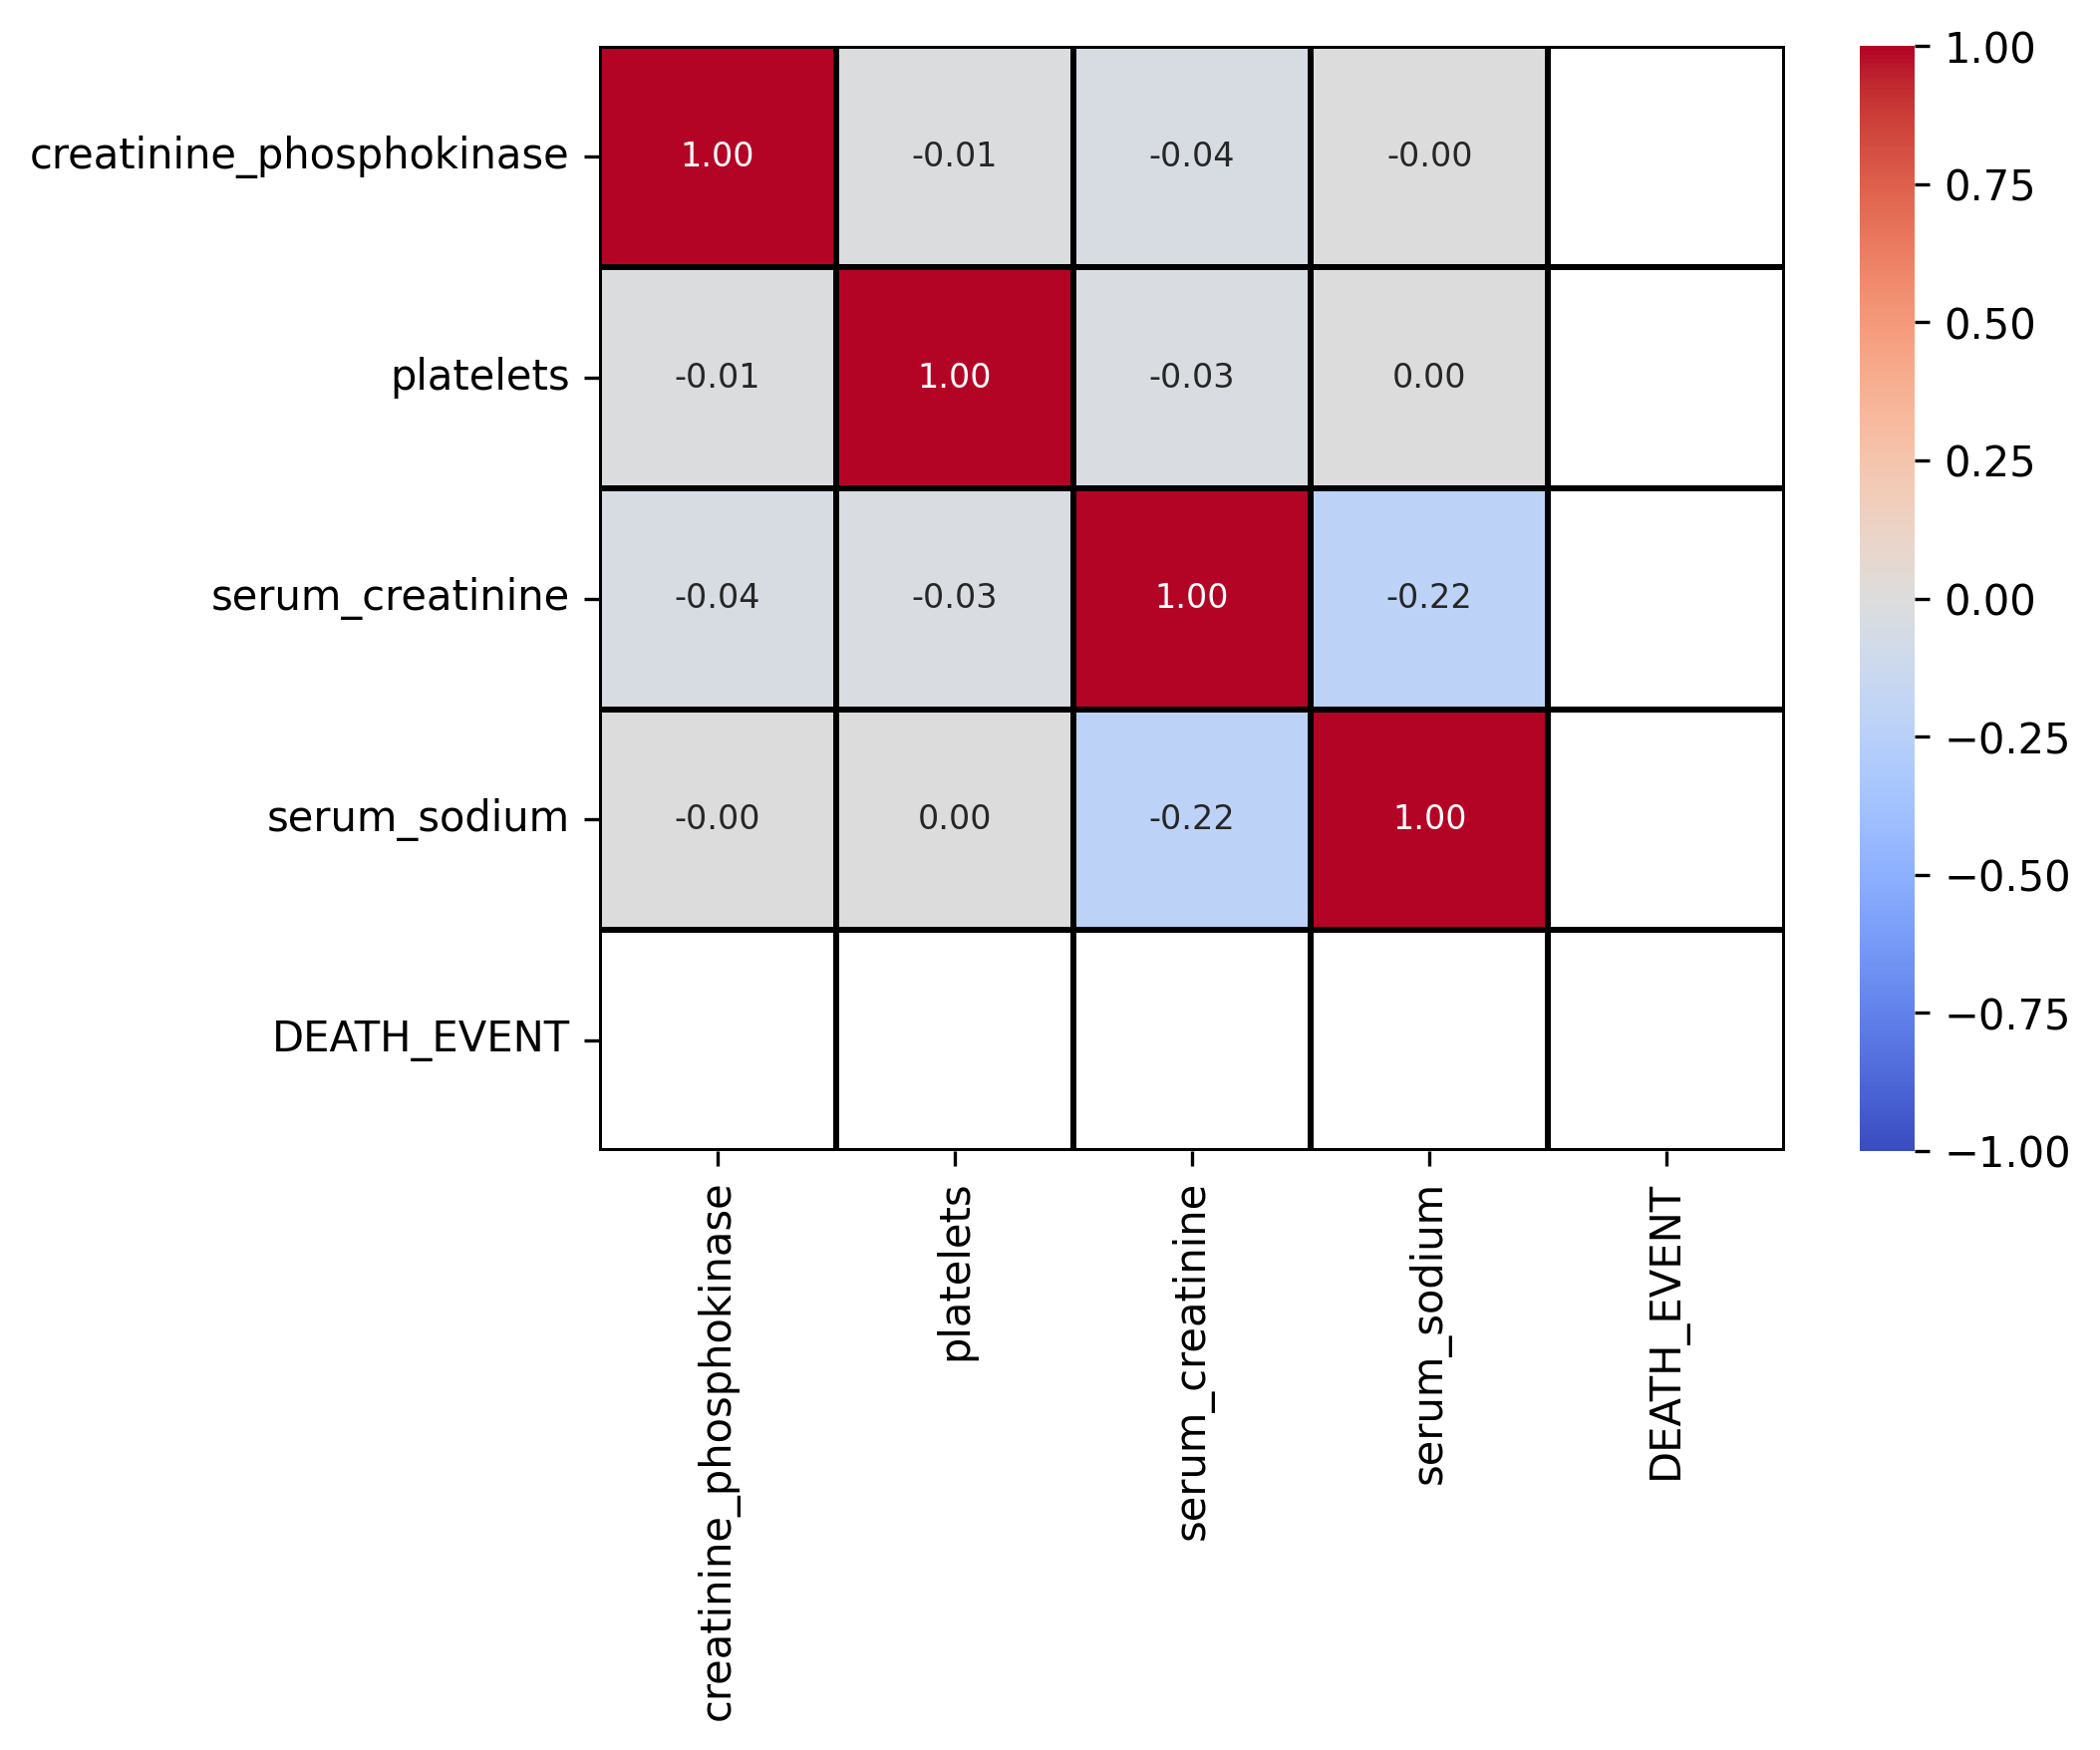 creatinine_phosphokinase 1.00 -0.01 -0.04 -0.00
platelets -0.01 1.00 -0.03 0.00
serum_creatinine -0.04 -0.03 1.00 -0.22
serum_sodium -0.00 0.00 -0.22 1.00
DEATH_EVENT
creatinine_phosphokinase
platelets
serum_creatinine
serum_sodium
DEATH_EVENT
1.00
0.75
0.50
0.25
0.00
−0.25
−0.50
−0.75
−1.00